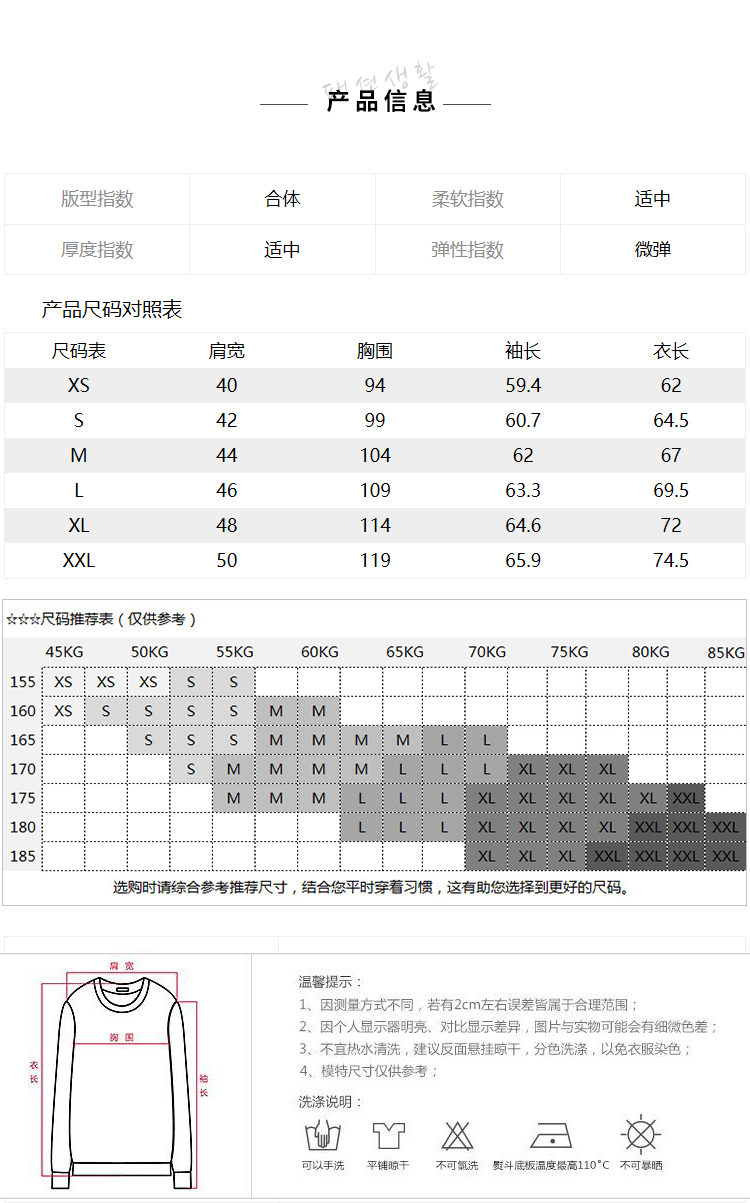 패션생활
产品信息
版型指数 合体 柔软指数 适中
厚度指数 适中 弹性指数 微弹
产品尺码对照表
尺码表 肩宽 胸围 袖长 衣长
XS 40 94 59.4 62
S 42 99 60.7 64.5
M 44 104 62 67
L 46 109 63.3 69.5
XL 48 114 64.6 72
XXL 50 119 65.9 74.5
☆☆☆尺码推荐表(仅供参考)
45KG 50KG 55KG 60KG 65KG 70KG 75KG 80KG 85KG
155 XS XS XS S S
160 XS S S S S M M
165 S S S M M M M L L
170 S M M M M L L L XL XL XL
175 M M M L L L XL XL XL XL XL XXL
180 L L L XL XL XL XL XXL XXL XXL
185 XL XL XL XXL XXL XXL XXL
选购时请综合参考推荐尺寸，结合您平时穿着习惯，这有助您选择到更好的尺码。
肩宽
胸围
衣长
袖长
温馨提示：
1、因测量方式不同，若有2cm左右误差皆属于合理范围；
2、因个人显示器明亮、对比显示差异，图片与实物可能会有细微色差；
3、不宜热水清洗，建议反面悬挂晾干，分色洗涤，以免衣服染色；
4、模特尺寸仅供参考；
洗涤说明：
可以手洗 平铺晾干 不可氯洗 熨斗底板温度最高110°C 不可暴晒